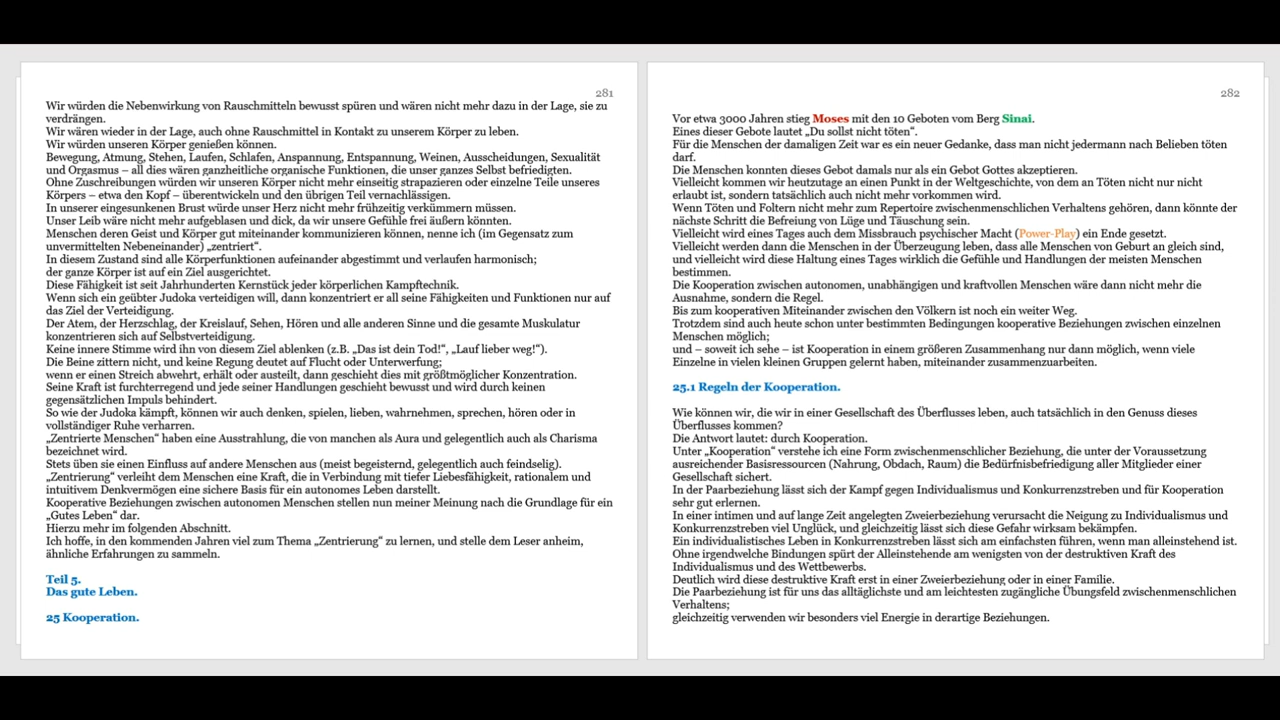 281
Wir würden die Nebenwirkung von Rauschmitteln bewusst spüren und wären nicht mehr dazu in der Lage, sie zu
verdrängen.
Wir wären wieder in der Lage, auch ohne Rauschmittel in Kontakt zu unserem Körper zu leben.
Wir würden unseren Körper genießen können.
Bewegung, Atmung, Stehen, Laufen, Schlafen, Anspannung, Entspannung, Weinen, Ausscheidungen, Sexualität
und Orgasmus – all dies wären ganzheitliche organische Funktionen, die unser ganzes Selbst befriedigten.
Ohne Zuschreibungen würden wir unseren Körper nicht mehr einseitig strapazieren oder einzelne Teile unseres
Körpers – etwa den Kopf – überentwickeln und den übrigen Teil vernachlässigen.
In unserer eingesunkenen Brust würde unser Herz nicht mehr frühzeitig verkümmern müssen.
Unser Leib wäre nicht mehr aufgeblasen und dick, da wir unsere Gefühle frei äußern könnten.
Menschen deren Geist und Körper gut miteinander kommunizieren können, nenne ich (im Gegensatz zum
unvermittelten Nebeneinander) „zentriert“.
In diesem Zustand sind alle Körperfunktionen aufeinander abgestimmt und verlaufen harmonisch;
der ganze Körper ist auf ein Ziel ausgerichtet.
Diese Fähigkeit ist seit Jahrhunderten Kernstück jeder körperlichen Kampftechnik.
Wenn sich ein geübter Judoka verteidigen will, dann konzentriert er all seine Fähigkeiten und Funktionen nur auf
das Ziel der Verteidigung.
Der Atem, der Herzschlag, der Kreislauf, Sehen, Hören und alle anderen Sinne und die gesamte Muskulatur
konzentrieren sich auf Selbstverteidigung.
Keine innere Stimme wird ihn von diesem Ziel ablenken (z.B. „Das ist dein Tod!“, „Lauf lieber weg!“).
Die Beine zittern nicht, und keine Regung deutet auf Flucht oder Unterwerfung;
wenn er einen Streich abwehrt, erhält oder austeilt, dann geschieht dies mit größtmöglicher Konzentration.
Seine Kraft ist furchterregend und jede seiner Handlungen geschieht bewusst und wird durch keinen
gegensätzlichen Impuls behindert.
So wie der Judoka kämpft, können wir auch denken, spielen, lieben, wahrnehmen, sprechen, hören oder in
vollständiger Ruhe verharren.
„Zentrierte Menschen“ haben eine Ausstrahlung, die von manchen als Aura und gelegentlich auch als Charisma
bezeichnet wird.
Stets üben sie einen Einfluss auf andere Menschen aus (meist begeisternd, gelegentlich auch feindselig).
„Zentrierung“ verleiht dem Menschen eine Kraft, die in Verbindung mit tiefer Liebesfähigkeit, rationalem und
intuitivem Denkvermögen eine sichere Basis für ein autonomes Leben darstellt.
Kooperative Beziehungen zwischen autonomen Menschen stellen nun meiner Meinung nach die Grundlage für ein
„Gutes Leben“ dar.
Hierzu mehr im folgenden Abschnitt.
Ich hoffe, in den kommenden Jahren viel zum Thema „Zentrierung“ zu lernen, und stelle dem Leser anheim,
ähnliche Erfahrungen zu sammeln.
Teil 5.
Das gute Leben.
25 Kooperation.
282
Vor etwa 3000 Jahren stieg Moses mit den 10 Geboten vom Berg Sinai.
Eines dieser Gebote lautet „Du sollst nicht töten“.
Für die Menschen der damaligen Zeit war es ein neuer Gedanke, dass man nicht jedermann nach Belieben töten
darf.
Die Menschen konnten dieses Gebot damals nur als ein Gebot Gottes akzeptieren.
Vielleicht kommen wir heutzutage an einen Punkt in der Weltgeschichte, von dem an Töten nicht nur nicht
erlaubt ist, sondern tatsächlich auch nicht mehr vorkommen wird.
Wenn Töten und Foltern nicht mehr zum Repertoire zwischenmenschlichen Verhaltens gehören, dann könnte der
nächste Schritt die Befreiung von Lüge und Täuschung sein.
Vielleicht wird eines Tages auch dem Missbrauch psychischer Macht (Power-Play) ein Ende gesetzt.
Vielleicht werden dann die Menschen in der Überzeugung leben, dass alle Menschen von Geburt an gleich sind,
und vielleicht wird diese Haltung eines Tages wirklich die Gefühle und Handlungen der meisten Menschen
bestimmen.
Die Kooperation zwischen autonomen, unabhängigen und kraftvollen Menschen wäre dann nicht mehr die
Ausnahme, sondern die Regel.
Bis zum kooperativen Miteinander zwischen den Völkern ist noch ein weiter Weg.
Trotzdem sind auch heute schon unter bestimmten Bedingungen kooperative Beziehungen zwischen einzelnen
Menschen möglich;
und – soweit ich sehe – ist Kooperation in einem größeren Zusammenhang nur dann möglich, wenn viele
Einzelne in vielen kleinen Gruppen gelernt haben, miteinander zusammenzuarbeiten.
25.1 Regeln der Kooperation.
Wie können wir, die wir in einer Gesellschaft des Überflusses leben, auch tatsächlich in den Genuss dieses
Überflusses kommen?
Die Antwort lautet: durch Kooperation.
Unter „Kooperation“ verstehe ich eine Form zwischenmenschlicher Beziehung, die unter der Voraussetzung
ausreichender Basisressourcen (Nahrung, Obdach, Raum) die Bedürfnisbefriedigung aller Mitglieder einer
Gesellschaft sichert.
In der Paarbeziehung lässt sich der Kampf gegen Individualismus und Konkurrenzstreben und für Kooperation
sehr gut erlernen.
In einer intimen und auf lange Zeit angelegten Zweierbeziehung verursacht die Neigung zu Individualismus und
Konkurrenzstreben viel Unglück, und gleichzeitig lässt sich diese Gefahr wirksam bekämpfen.
Ein individualistisches Leben in Konkurrenzstreben lässt sich am einfachsten führen, wenn man alleinstehend ist.
Ohne irgendwelche Bindungen spürt der Alleinstehende am wenigsten von der destruktiven Kraft des
Individualismus und des Wettbewerbs.
Deutlich wird diese destruktive Kraft erst in einer Zweierbeziehung oder in einer Familie.
Die Paarbeziehung ist für uns das alltäglichste und am leichtesten zugängliche Übungsfeld zwischenmenschlichen
Verhaltens;
gleichzeitig verwenden wir besonders viel Energie in derartige Beziehungen.